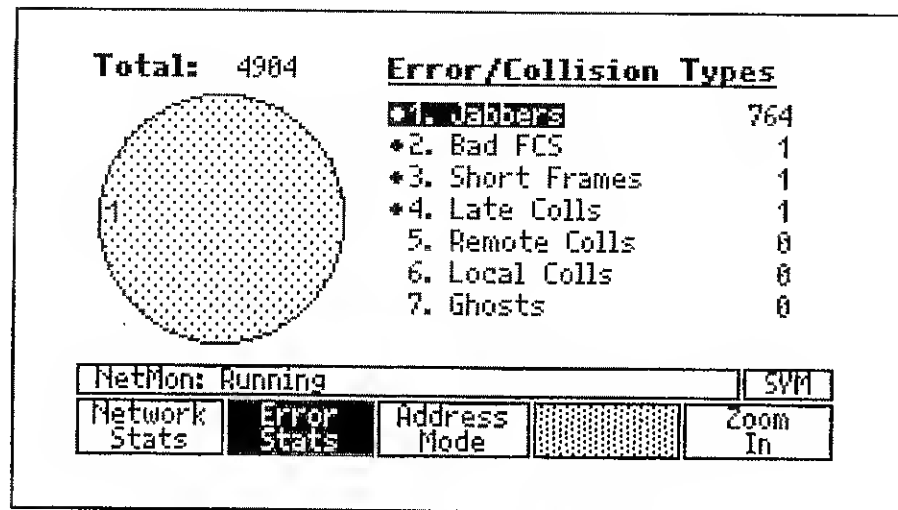 Total: 4904
Error/Collision Types
•1. Jabbers 764
•2. Bad FCS 1
•3. Short Frames 1
•4. Late Colls 1
5. Remote Colls 0
6. Local Colls 0
7. Ghosts 0
1
NetMon: Running
SVM
Network Stats
Error Stats
Address Mode
Zoom In